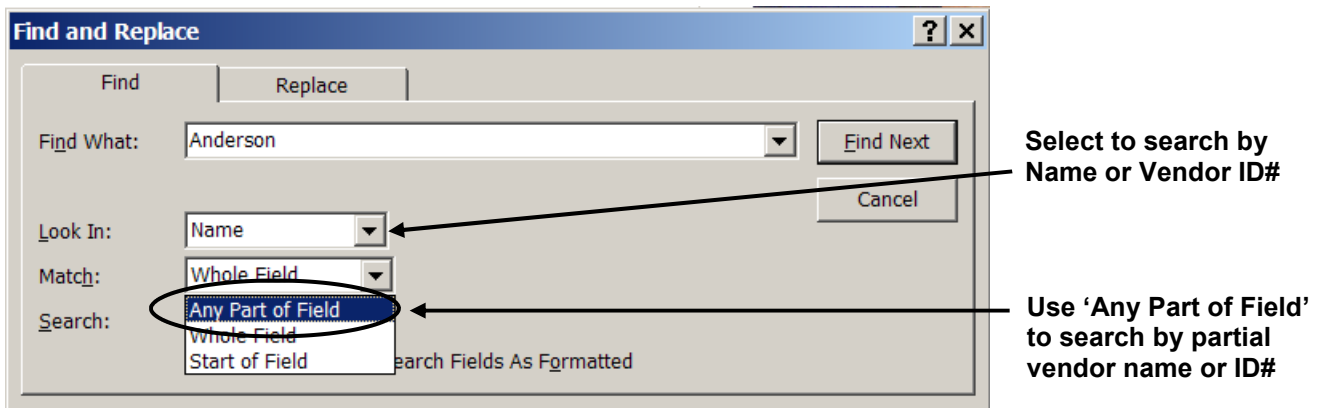 Find and Replace
Find Replace
Find What: Anderson Find Next
Select to search by
Name or Vendor ID#
Cancel
Look In: Name
Match: Whole Field
Any Part of Field
Search:
Whole Field
Start of Field earch Fields As Formatted
Use ‘Any Part of Field’
to search by partial
vendor name or ID#